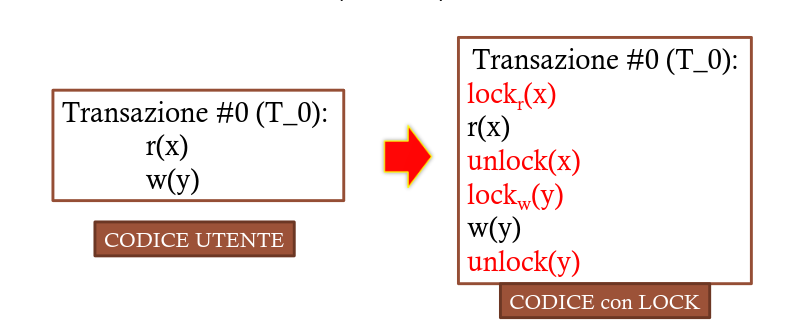 Transazione #0 (T_0):
r(x)
w(y)
CODICE UTENTE
Transazione #0 (T_0):
lock_r(x)
r(x)
unlock(x)
lock_w(y)
w(y)
unlock(y)
CODICE con LOCK